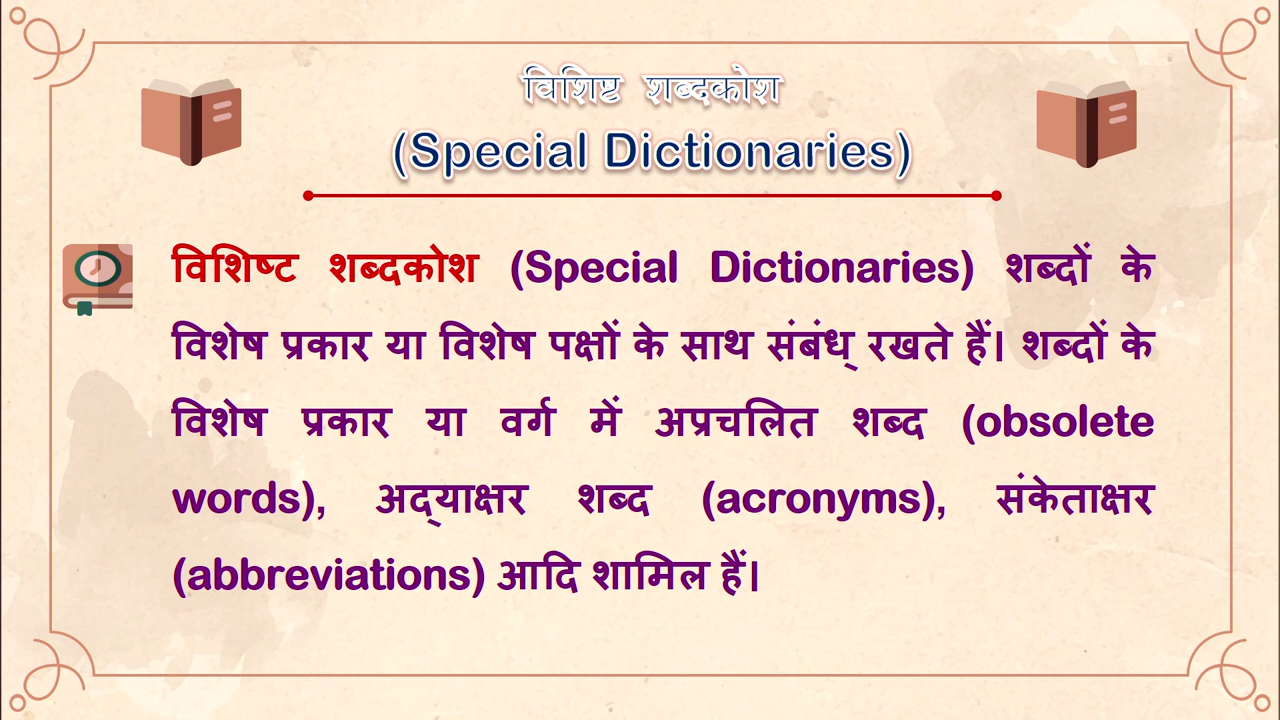 विशिष्ट शब्दकोश
(Special Dictionaries)
विशिष्ट शब्दकोश (Special Dictionaries) शब्दों के
विशेष प्रकार या विशेष पक्षों के साथ संबंध् रखते हैं। शब्दों के
विशेष प्रकार या वर्ग में अप्रचलित शब्द (obsolete
words), अद्‌याक्षर शब्द (acronyms), संकेताक्षर
(abbreviations) आदि शामिल हैं।